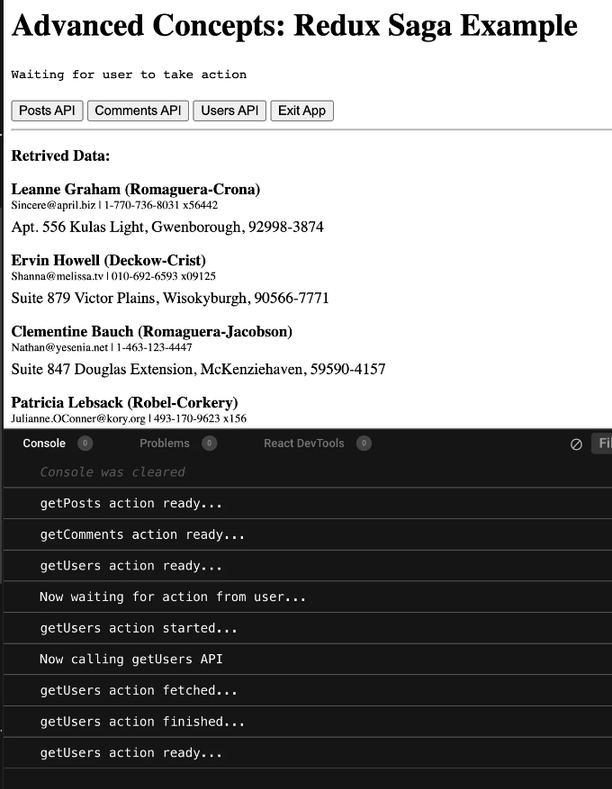 Advanced Concepts: Redux Saga Example
Waiting for user to take action
Posts API Comments API Users API Exit App
Retrived Data:
Leanne Graham (Romaguera-Crona)
Sincere@april.biz | 1-770-736-8031 x56442
Apt. 556 Kulas Light, Gwenborough, 92998-3874
Ervin Howell (Deckow-Crist)
Shanna@melissa.tv | 010-692-6593 x09125
Suite 879 Victor Plains, Wisokyburgh, 90566-7771
Clementine Bauch (Romaguera-Jacobson)
Nathan@yesenia.net | 1-463-123-4447
Suite 847 Douglas Extension, McKenziehaven, 59590-4157
Patricia Lebsack (Robel-Corkery)
Julianne.OConner@kory.org | 493-170-9623 x156
Console 0 Problems 0 React DevTools 0
Console was cleared
getPosts action ready...
getComments action ready...
getUsers action ready...
Now waiting for action from user...
getUsers action started...
Now calling getUsers API
getUsers action fetched...
getUsers action finished...
getUsers action ready...